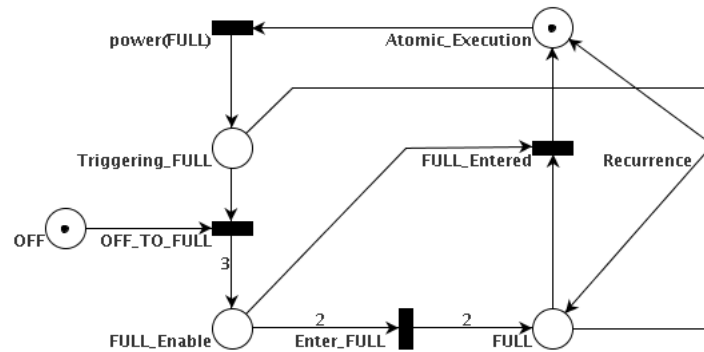 power(FULL)
Atomic_Execution
Triggering_FULL
FULL_Entered
Recurrence
OFF
OFF_TO_FULL
3
FULL_Enable
2
Enter_FULL
2
FULL